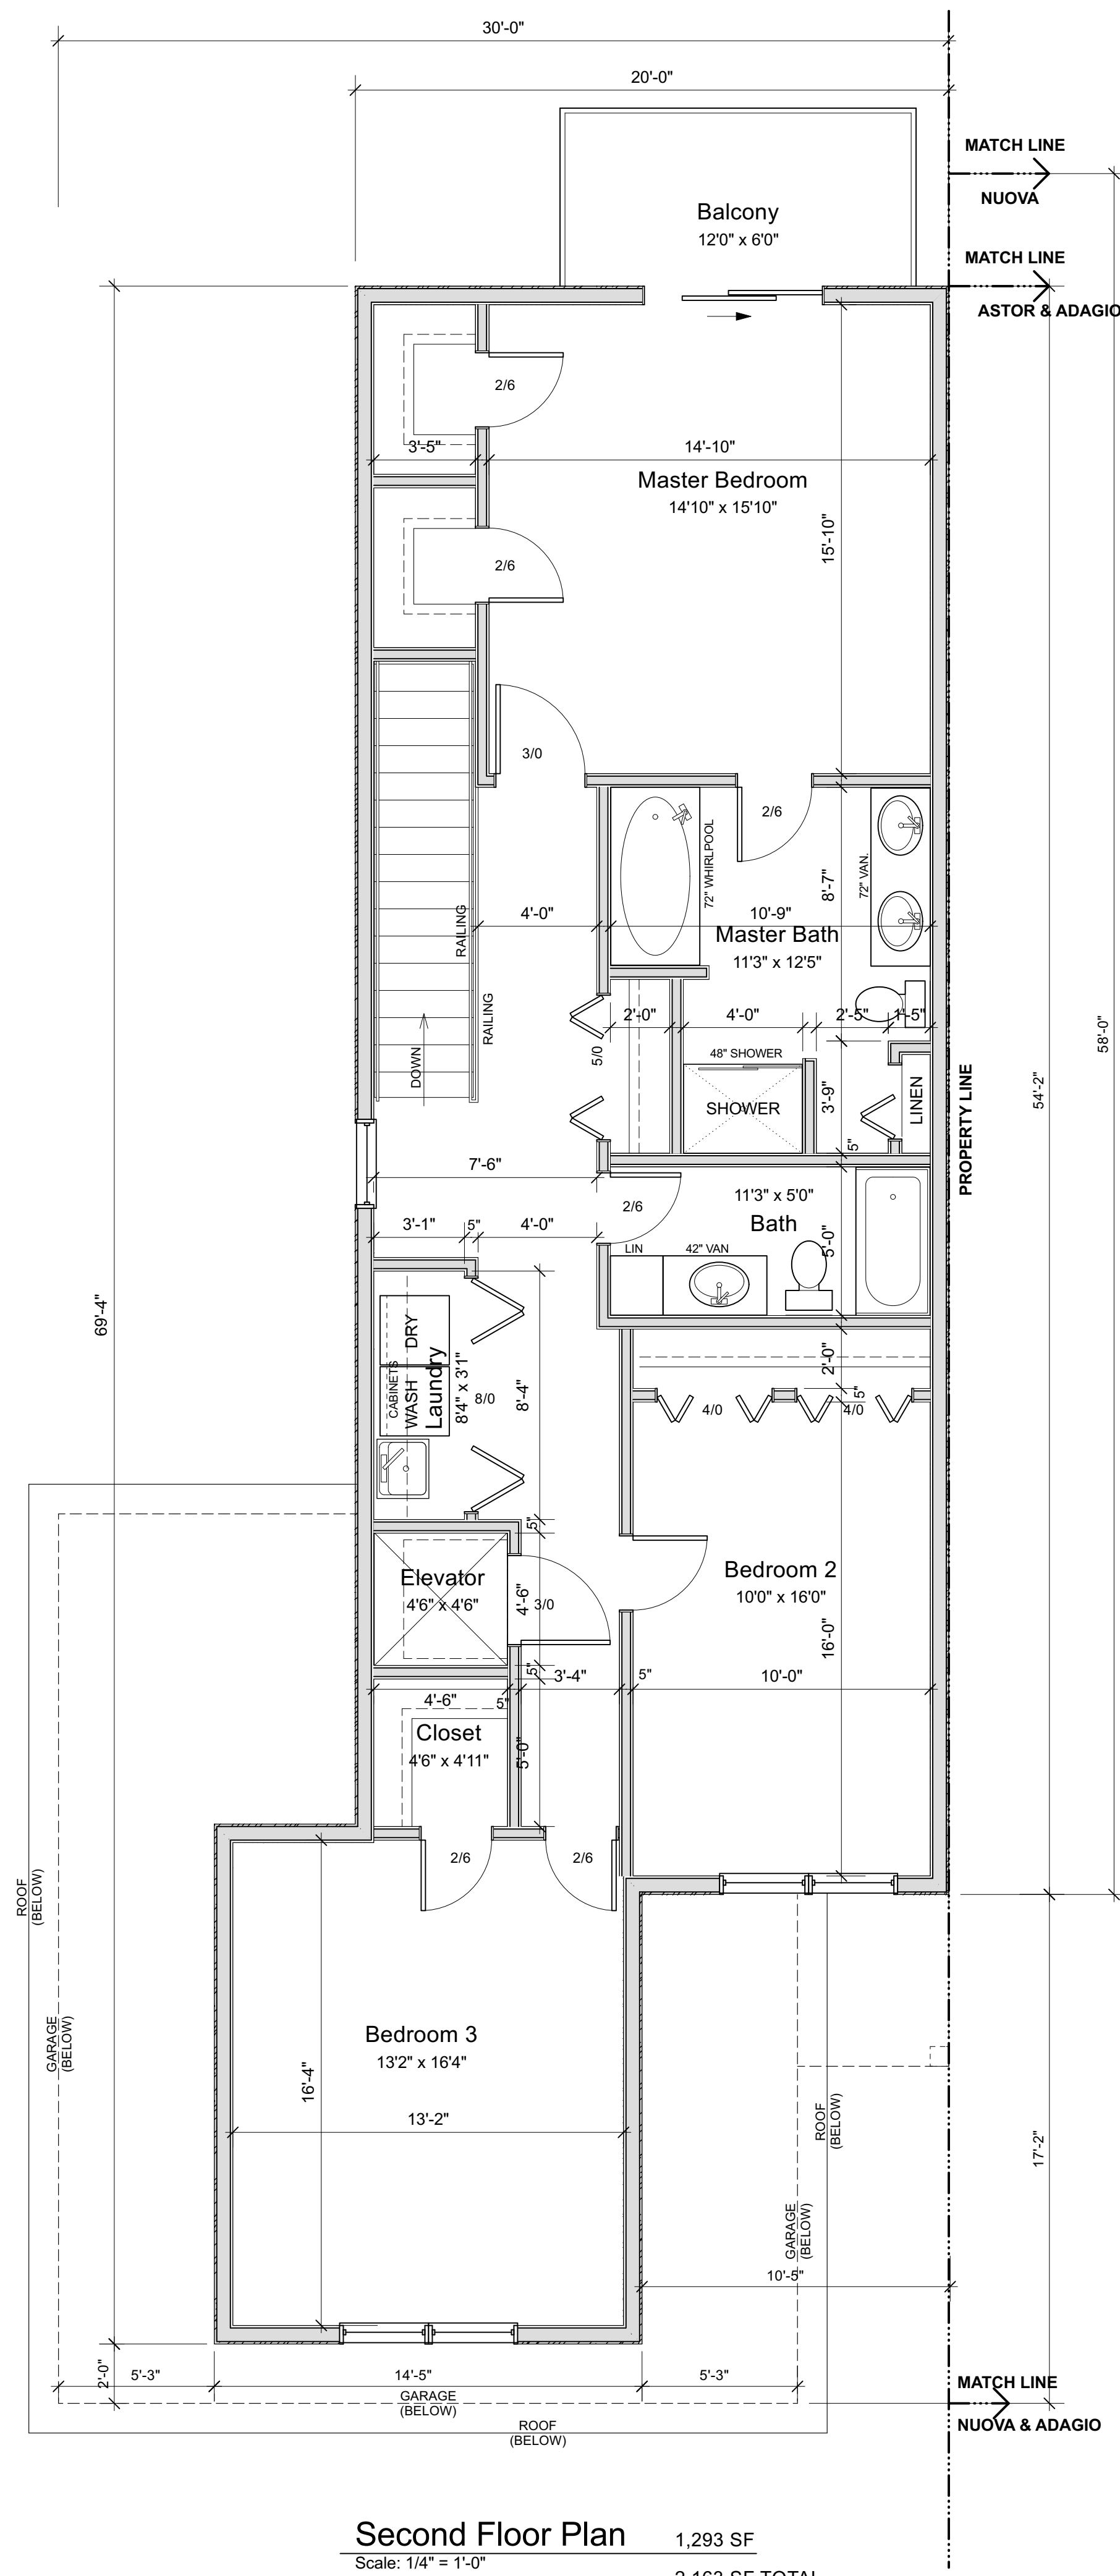 30'-0"
20'-0"
MATCH LINE
NUOVA
Balcony
12'0" x 6'0"
MATCH LINE
ASTOR & ADAGIO
2/6
3'-5"
14'-10"
Master Bedroom
14'10" x 15'10"
15'-10"
2/6
3/0
2/6
72" WHIRLPOOL
72" VAN.
8'-7"
RAILING
4'-0"
10'-9"
Master Bath
11'3" x 12'5"
RAILING
2'-0"
4'-0"
2'-5"
1'-5"
DOWN
5/0
48" SHOWER
SHOWER
3'-9"
5"
LINEN
PROPERTY LINE
54'-2"
58'-0"
7'-6"
2/6
11'3" x 5'0"
Bath
5'-0"
3'-1"
5"
4'-0"
LIN
42" VAN
69'-4"
DRY
WASH
CABINETS
Laundry
8'4" x 3'1"
8/0
8'-4"
2'-0"
5"
4/0
4/0
5"
Elevator
4'6" x 4'6"
4'-6"
3/0
Bedroom 2
10'0" x 16'0"
16'-0"
5"
3'-4"
5"
10'-0"
4'-6"
5"
Closet
4'6" x 4'11"
5'-0"
2/6
2/6
ROOF
(BELOW)
GARAGE
(BELOW)
Bedroom 3
13'2" x 16'4"
16'-4"
13'-2"
ROOF
(BELOW)
GARAGE
(BELOW)
17'-2"
10'-5"
2'-0"
5'-3"
14'-5"
5'-3"
GARAGE
(BELOW)
ROOF
(BELOW)
MATCH LINE
NUOVA & ADAGIO
Second Floor Plan
1,293 SF
Scale: 1/4" = 1'-0"